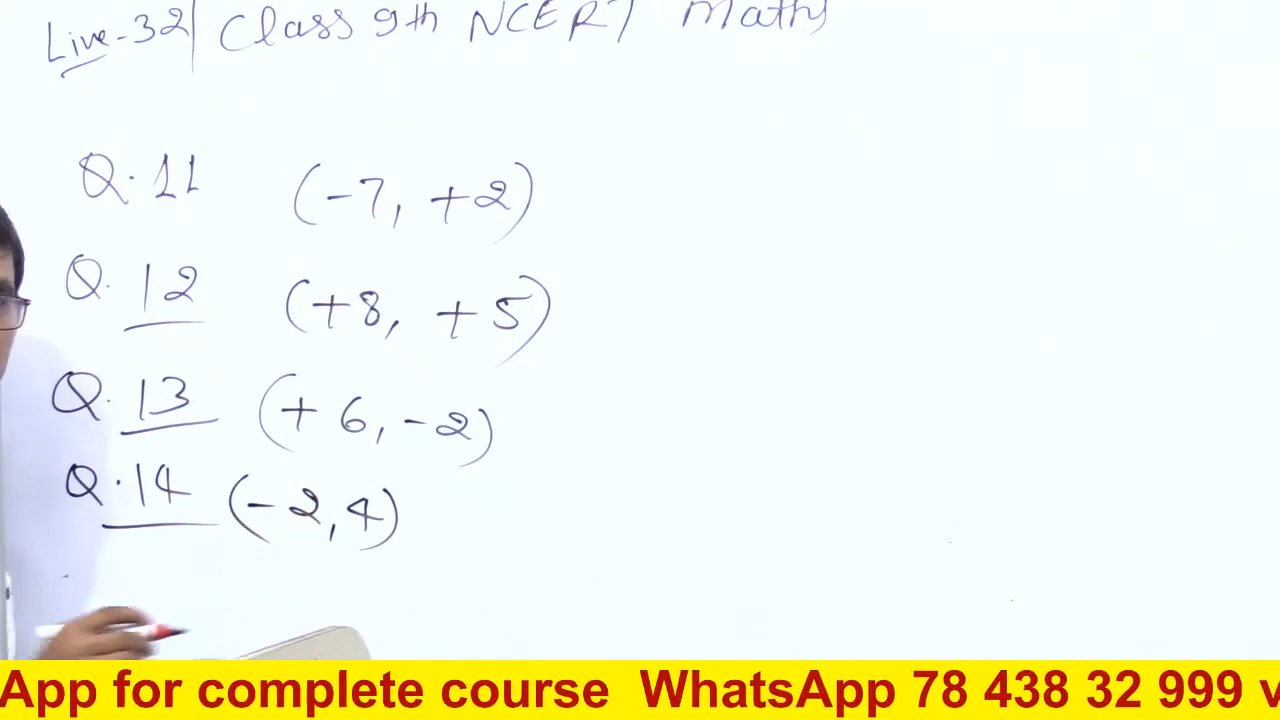 Live-32| Class 9th NCERT Maths
Q. 11 (-7, +2)
Q. 12 (+8, +5)
Q. 13 (+6, -2)
Q. 14 (-2, 4)
App for complete course WhatsApp 78 438 32 999 v